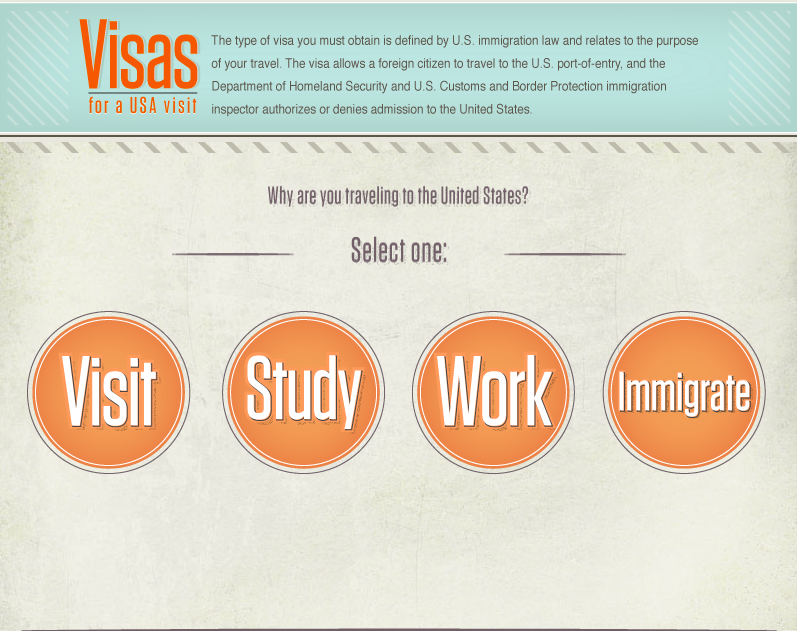 Visas
for a USA visit
The type of visa you must obtain is defined by U.S. immigration law and relates to the purpose
of your travel. The visa allows a foreign citizen to travel to the U.S. port-of-entry, and the
Department of Homeland Security and U.S. Customs and Border Protection immigration
inspector authorizes or denies admission to the United States.
Why are you traveling to the United States?
Select one:
Visit
Study
Work
Immigrate